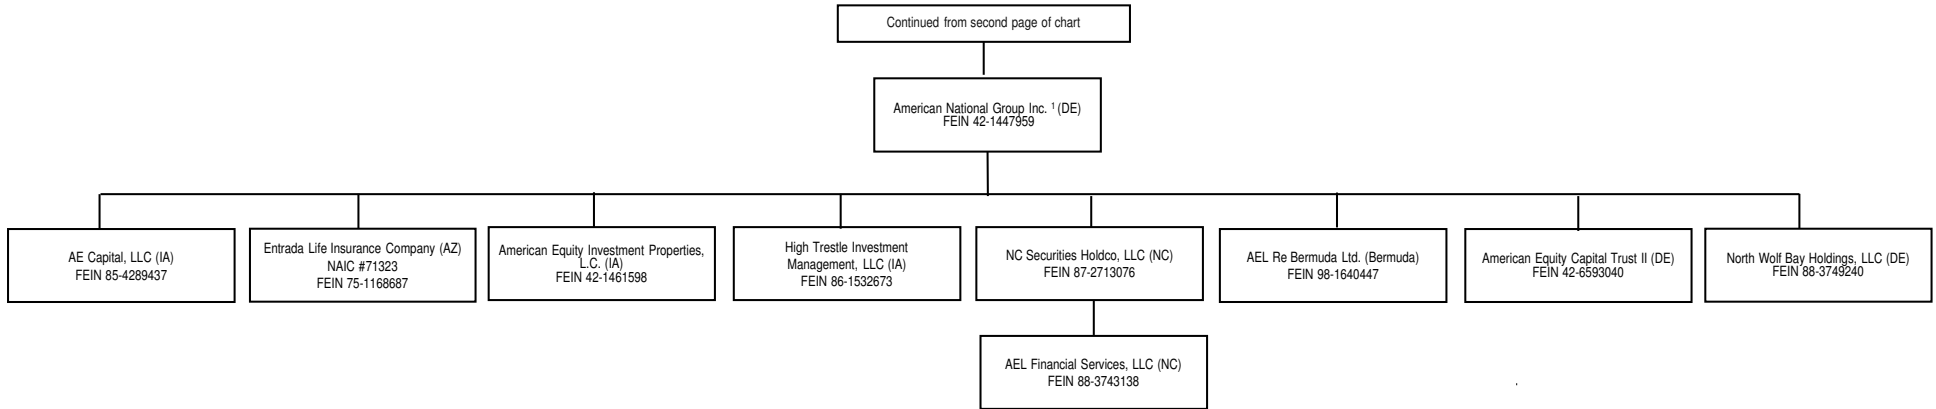 Continued from second page of chart
American National Group Inc. ¹ (DE)
FEIN 42-1447959
AE Capital, LLC (IA)
FEIN 85-4289437
Entrada Life Insurance Company (AZ)
NAIC #71323
FEIN 75-1168687
American Equity Investment Properties,
L.C. (IA)
FEIN 42-1461598
High Trestle Investment
Management, LLC (IA)
FEIN 86-1532673
NC Securities Holdco, LLC (NC)
FEIN 87-2713076
AEL Re Bermuda Ltd. (Bermuda)
FEIN 98-1640447
American Equity Capital Trust II (DE)
FEIN 42-6593040
North Wolf Bay Holdings, LLC (DE)
FEIN 88-3749240
AEL Financial Services, LLC (NC)
FEIN 88-3743138